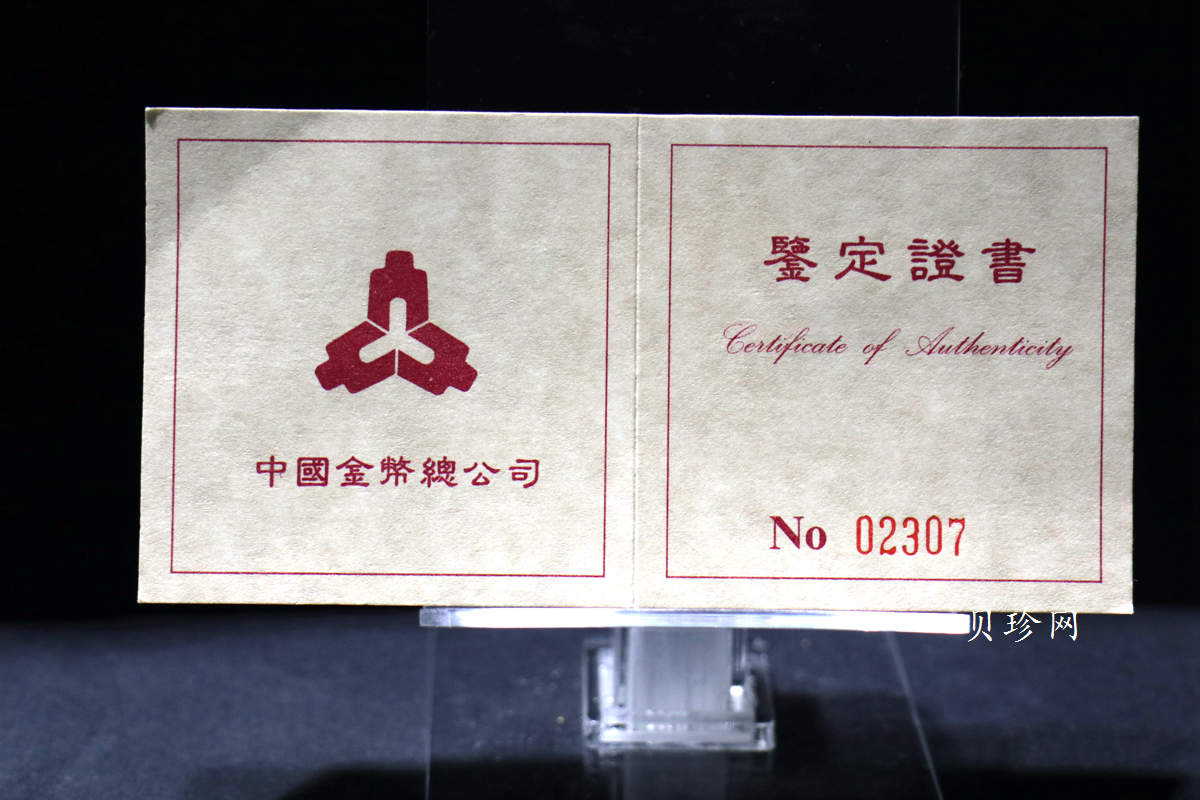 中國金幣總公司
鑒定證書
Certificate of Authenticity
No 02307
贝珍网